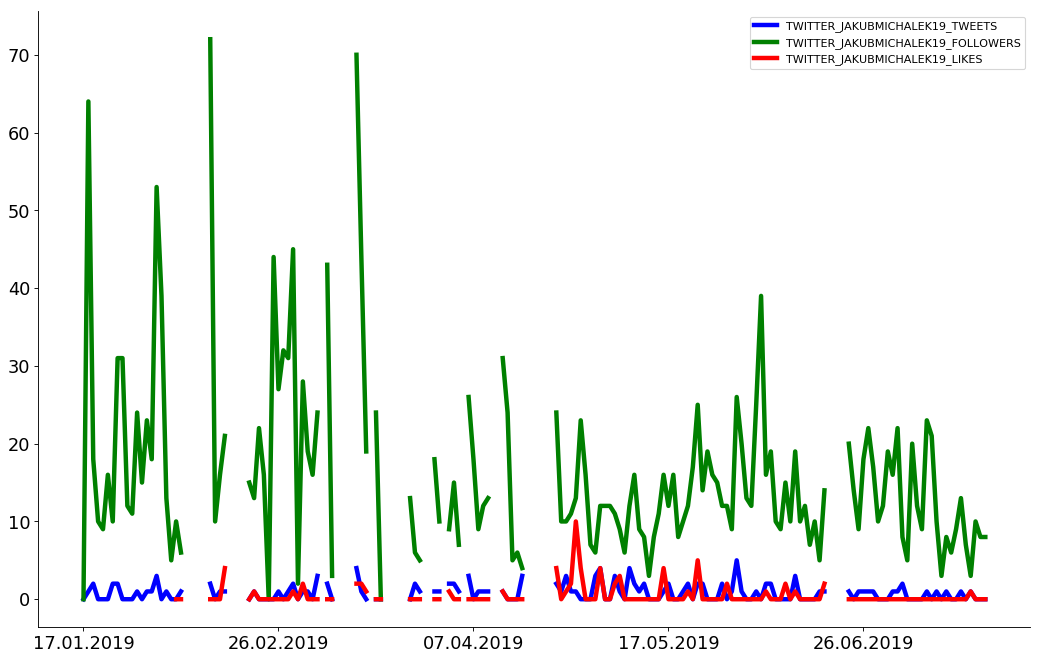 TWITTER_JAKUBMICHALEK19_TWEETS
TWITTER_JAKUBMICHALEK19_FOLLOWERS
TWITTER_JAKUBMICHALEK19_LIKES
70
60
50
40
30
20
10
0
17.01.2019 26.02.2019 07.04.2019 17.05.2019 26.06.2019